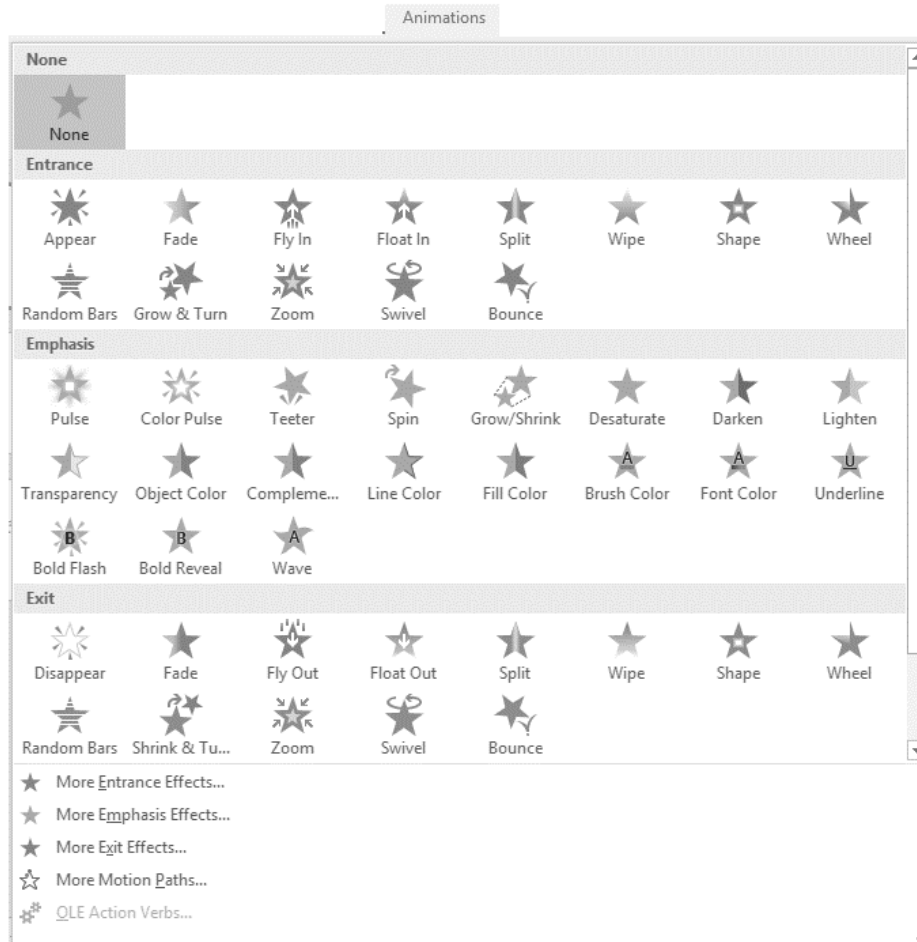 Animations
None
None
Entrance
Appear Fade Fly In Float In Split Wipe Shape Wheel
Random Bars Grow & Turn Zoom Swivel Bounce
Emphasis
Pulse Color Pulse Teeter Spin Grow/Shrink Desaturate Darken Lighten
Transparency Object Color Compleme... Line Color Fill Color Brush Color Font Color Underline
Bold Flash Bold Reveal Wave
Exit
Disappear Fade Fly Out Float Out Split Wipe Shape Wheel
Random Bars Shrink & Tu... Zoom Swivel Bounce
More Entrance Effects...
More Emphasis Effects...
More Exit Effects...
More Motion Paths...
OLE Action Verbs...